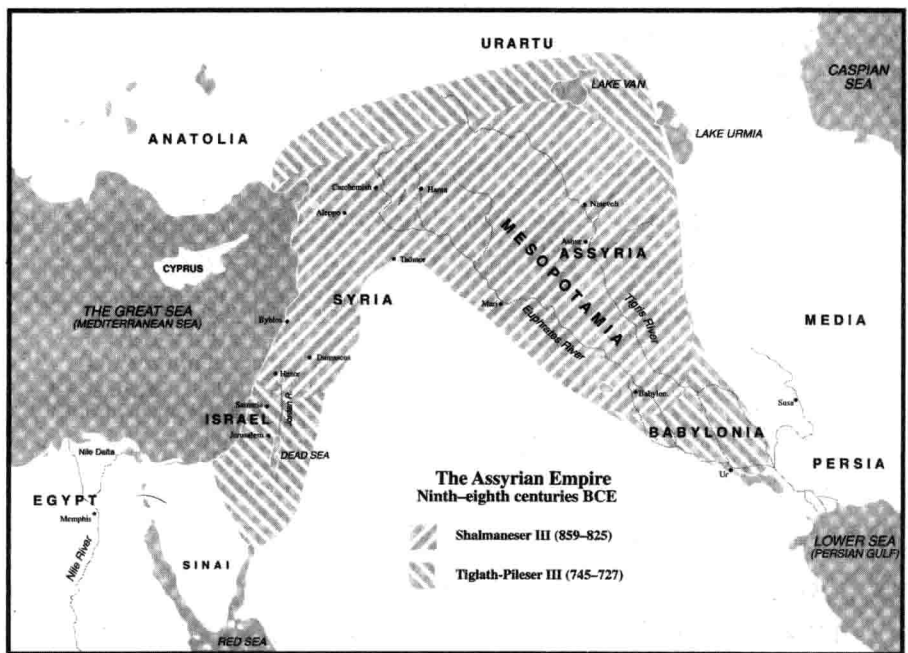 URARTU
CASPIAN
SEA
LAKE VAN
LAKE URMIA
ANATOLIA
Carchemish
Harran
Nineveh
Aleppo
Ashur
ASSYRIA
MESOPOTAMIA
Tadmor
CYPRUS
SYRIA
Mari
Tigris River
Euphrates River
THE GREAT SEA
(MEDITERRANEAN SEA)
Byblos
MEDIA
Damascus
Hazor
Jordan R.
Samaria
ISRAEL
Jerusalem
Babylon
Susa
BABYLONIA
DEAD SEA
Nile Delta
Ur
PERSIA
EGYPT
Memphis
Nile River
The Assyrian Empire
Ninth–eighth centuries BCE
Shalmaneser III (859–825)
Tiglath-Pileser III (745–727)
LOWER SEA
(PERSIAN GULF)
SINAI
RED SEA